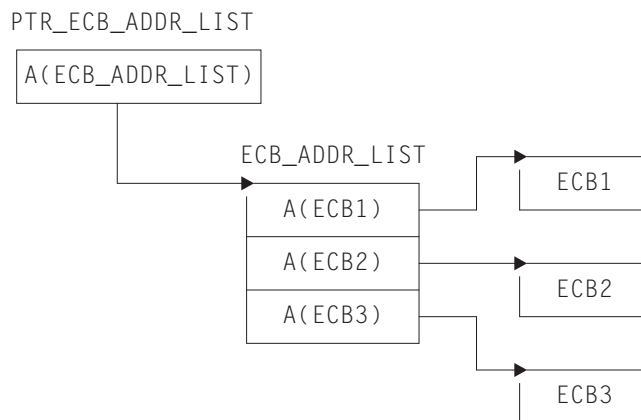 PTR_ECB_ADDR_LIST
A(ECB_ADDR_LIST)
ECB_ADDR_LIST
A(ECB1)
A(ECB2)
A(ECB3)
ECB1
ECB2
ECB3